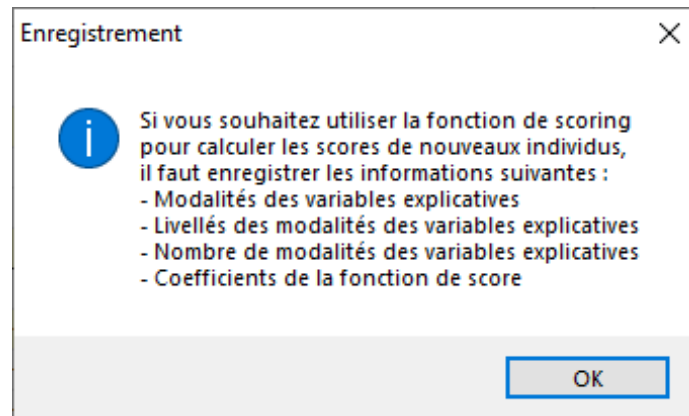 Enregistrement
Si vous souhaitez utiliser la fonction de scoring
pour calculer les scores de nouveaux individus,
il faut enregistrer les informations suivantes :
- Modalités des variables explicatives
- Livellés des modalités des variables explicatives
- Nombre de modalités des variables explicatives
- Coefficients de la fonction de score
OK